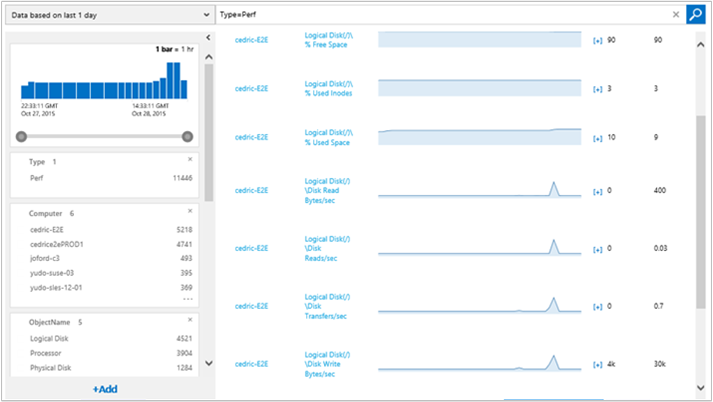 Data based on last 1 day
Type=Perf
1 bar = 1 hr
22:33:11 GMT 14:33:11 GMT
Oct 27, 2015 Oct 28, 2015
Type 1
Perf 11446
Computer 6
cedric-E2E 5218
cedrice2ePROD1 4741
joford-c3 493
yudo-suse-03 395
yudo-sles-12-01 369
ObjectName 5
Logical Disk 4521
Processor 3904
Physical Disk 1284
+Add
cedric-E2E Logical Disk(/)\ [+] 90 90
% Free Space
cedric-E2E Logical Disk(/)\ [+] 3 3
% Used Inodes
cedric-E2E Logical Disk(/)\ [+] 10 9
% Used Space
cedric-E2E Logical Disk(/) [+] 0 400
\Disk Read
Bytes/sec
cedric-E2E Logical Disk(/) [+] 0 0.03
\Disk
Reads/sec
cedric-E2E Logical Disk(/) [+] 0 0.7
\Disk
Transfers/sec
cedric-E2E Logical Disk(/) [+] 4k 30k
\Disk Write
Bytes/sec